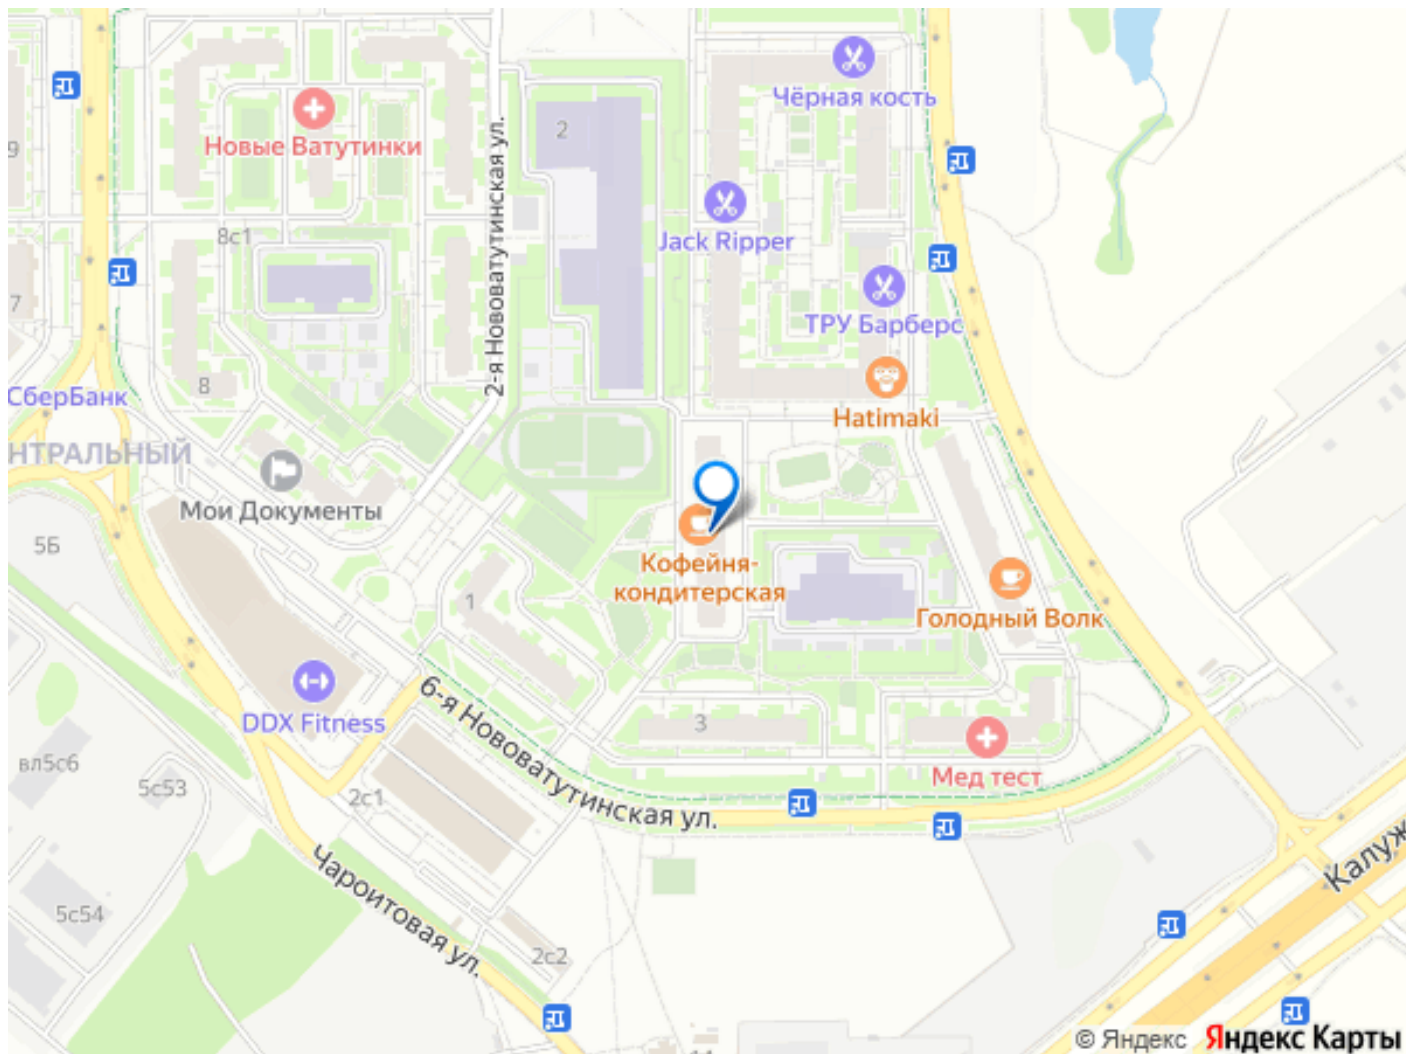 Чёрная кость
2
Новые Ватутинки
9
2-я Нововатутинская ул.
Jack Ripper
8с1
7
ТРУ Барберс
8
СберБанк
Hatimaki
НТРАЛЬНЫЙ
Мои Документы
5Б
Кофейня-
кондитерская
1
Голодный Волк
6-я Нововатутинская ул.
DDX Fitness
3
вл5с6
5с53
2с1
Мед тест
Калуж
Чароитовая ул.
5с54
2с2
© Яндекс Яндекс Карты